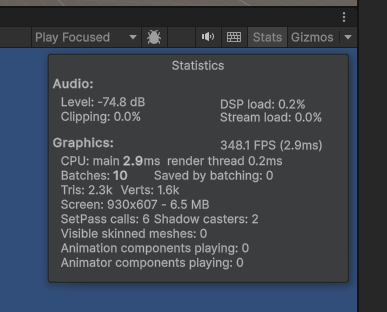 Play Focused Stats Gizmos
Statistics
Audio:
Level: -74.8 dB DSP load: 0.2%
Clipping: 0.0% Stream load: 0.0%
Graphics: 348.1 FPS (2.9ms)
CPU: main 2.9ms render thread 0.2ms
Batches: 10 Saved by batching: 0
Tris: 2.3k Verts: 1.6k
Screen: 930x607 - 6.5 MB
SetPass calls: 6 Shadow casters: 2
Visible skinned meshes: 0
Animation components playing: 0
Animator components playing: 0